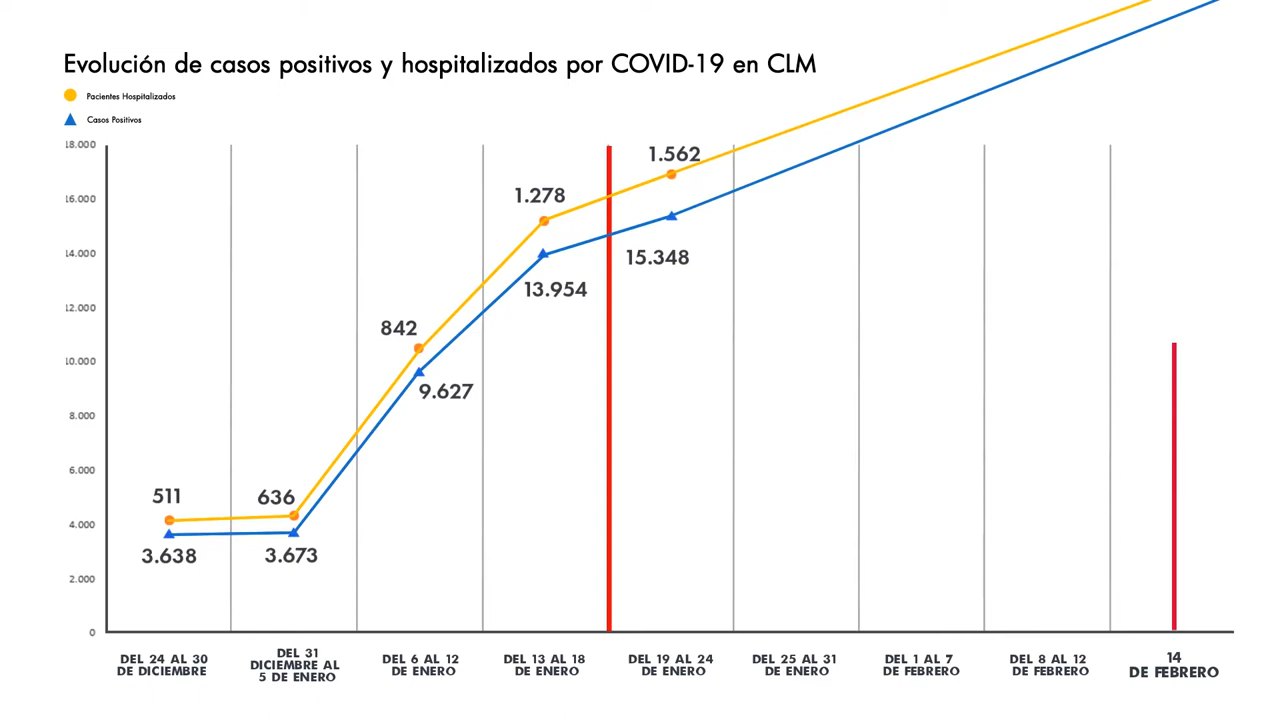 Evolución de casos positivos y hospitalizados por COVID-19 en CLM
Pacientes Hospitalizados
Casos Positivos
18.000
16.000
14.000
12.000
10.000
8.000
6.000
4.000
2.000
0
511
636
842
1.278
1.562
3.638
3.673
9.627
13.954
15.348
DEL 24 AL 30
DE DICIEMBRE
DEL 31
DICIEMBRE AL
5 DE ENERO
DEL 6 AL 12
DE ENERO
DEL 13 AL 18
DE ENERO
DEL 19 AL 24
DE ENERO
DEL 25 AL 31
DE ENERO
DEL 1 AL 7
DE FEBRERO
DEL 8 AL 12
DE FEBRERO
14
DE FEBRERO